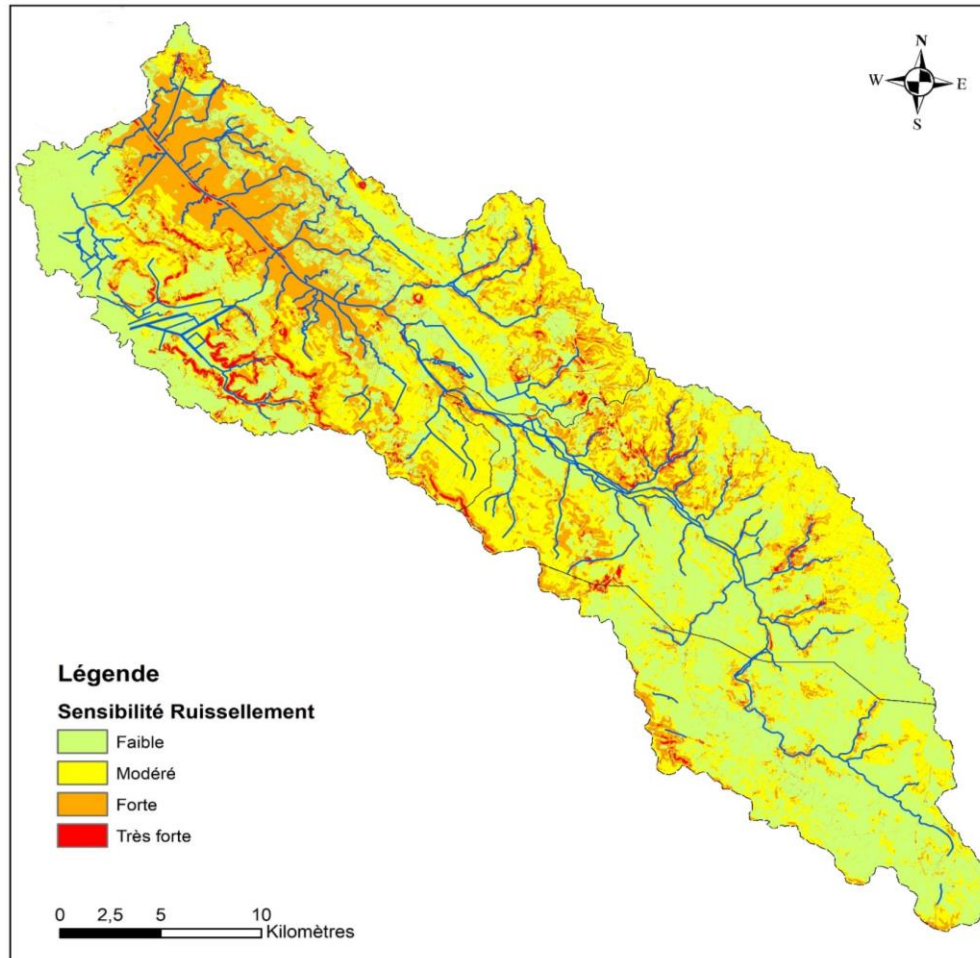 N
W E
S
Légende
Sensibilité Ruissellement
Faible
Modéré
Forte
Très forte
0 2,5 5 10
Kilomètres